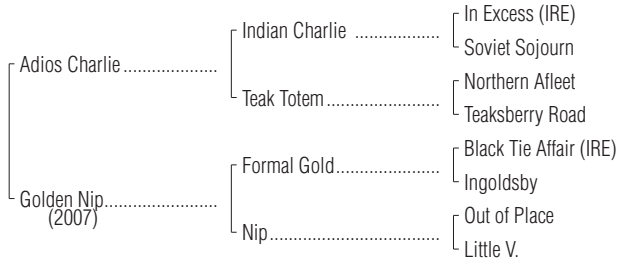 In Excess (IRE)
Indian Charlie ..................
Soviet Sojourn
Adios Charlie ....................
Northern Afleet
Teak Totem ........................
Teaksberry Road
Black Tie Affair (IRE)
Formal Gold ......................
Ingoldsby
Golden Nip ........................
(2007)
Out of Place
Nip ....................................
Little V.